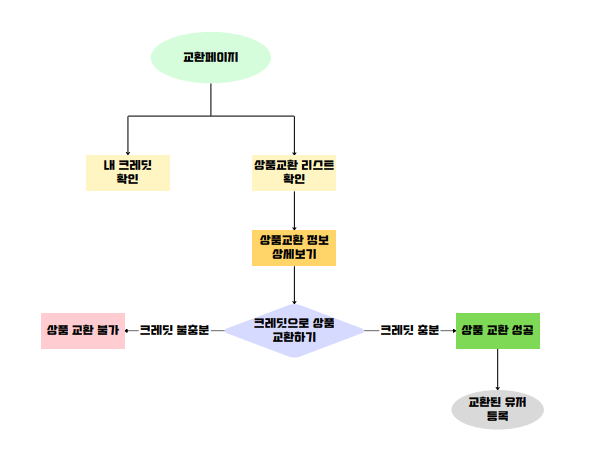 교환페이지
내 크레딧
확인
상품교환 리스트
확인
상품교환 정보
상세보기
크레딧으로 상품
교환하기
상품 교환 불가
크레딧 불충분
크레딧 충분
상품 교환 성공
교환된 유저
등록